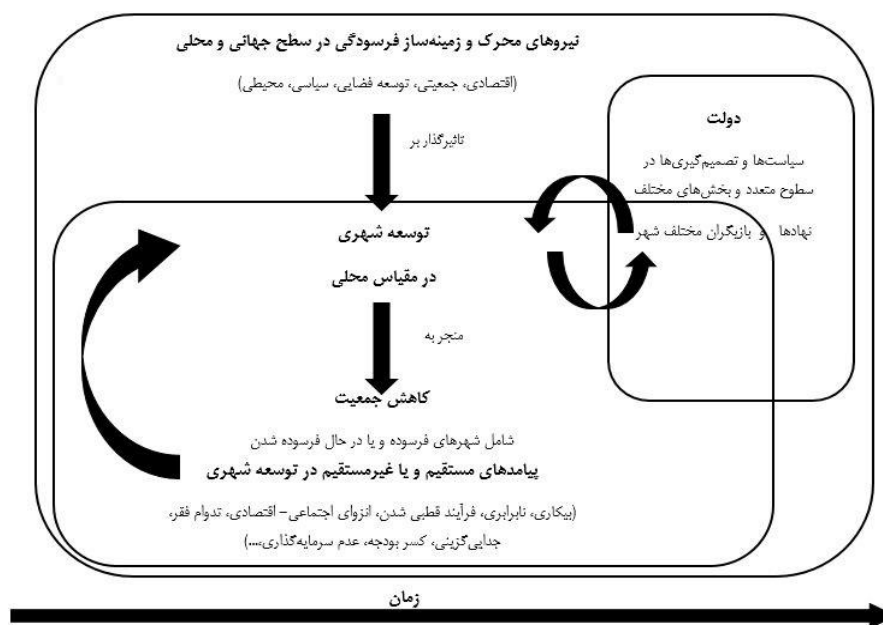 نیروهای محرک و زمینه‌ساز فرسودگی در سطح جهانی و محلی
(اقتصادی، جمعیتی، توسعه فضایی، سیاسی، محیطی)
تاثیرگذار بر
دولت
سیاست‌ها و تصمیم‌گیری‌ها در
سطوح متعدد و بخش‌های مختلف
نهادها و بازیگران مختلف شهر
توسعه شهری
در مقیاس محلی
منجر به
کاهش جمعیت
شامل شهرهای فرسوده و یا در حال فرسوده شدن
پیامدهای مستقیم و یا غیرمستقیم در توسعه شهری
(بیکاری، نابرابری، فرآیند قطبی شدن، انزوای اجتماعی- اقتصادی، تدوام فقر،
جدایی‌گزینی، کسر بودجه، عدم سرمایه‌گذاری،...)
زمان